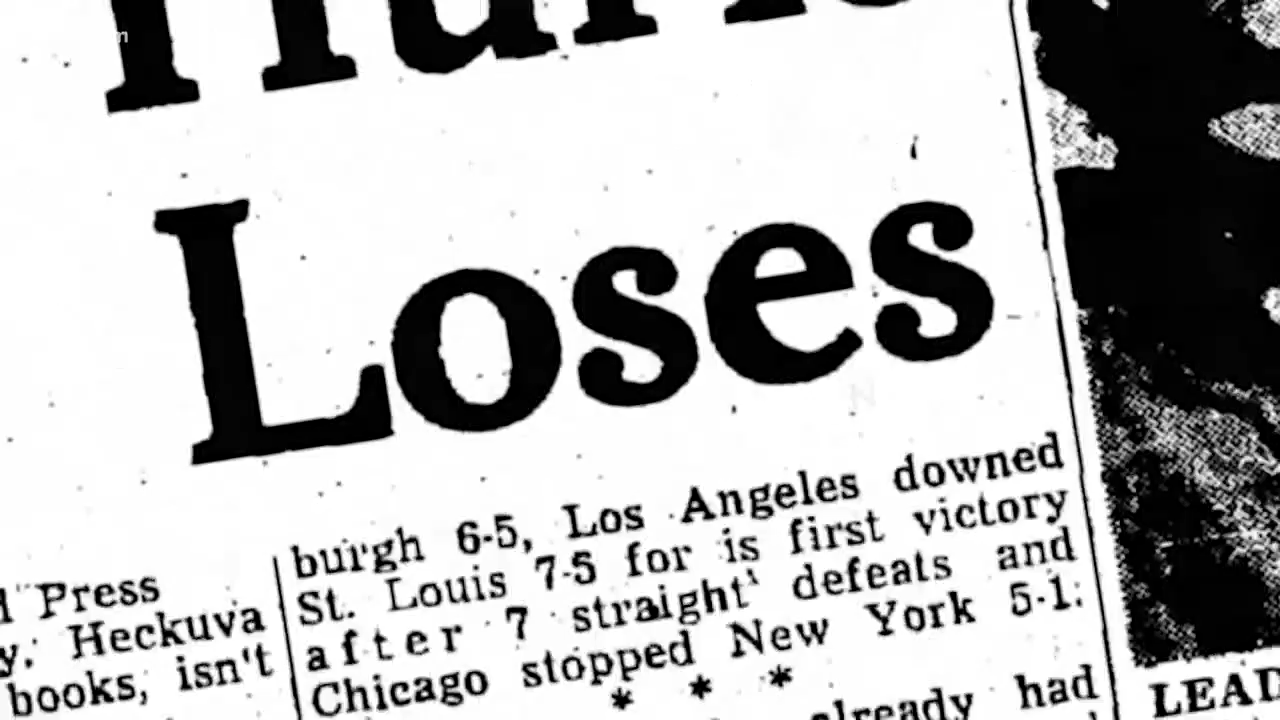 Loses
Press
Heckuva
books, isn't
burgh 6-5, Los Angeles downed
St. Louis 7-5 for is first victory
after 7 straight defeats and
Chicago stopped New York 5-1.
* * *
already had